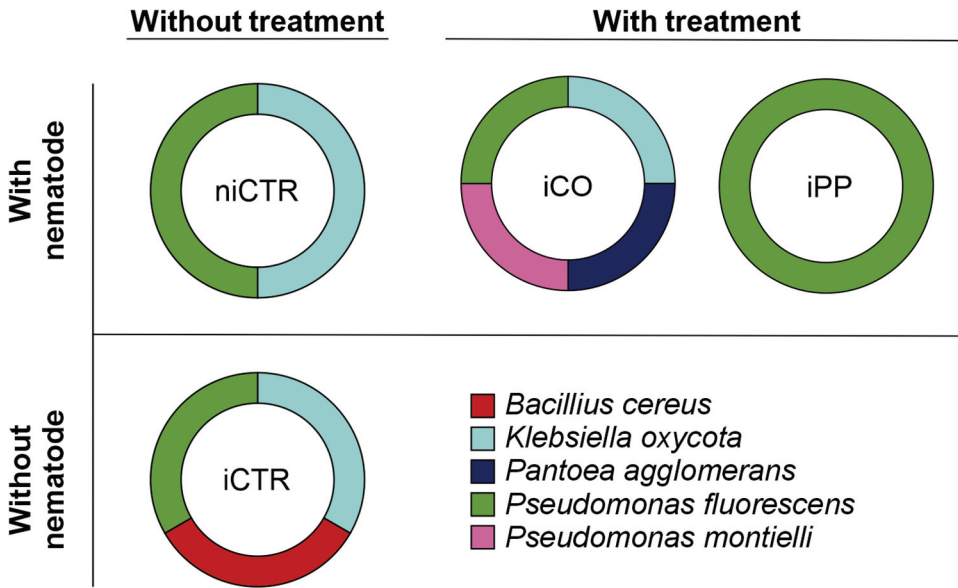 Without treatment
With treatment
With
nematode
niCTR
iCO
iPP
Without
nematode
iCTR
Bacillius cereus
Klebsiella oxycota
Pantoea agglomerans
Pseudomonas fluorescens
Pseudomonas montielli